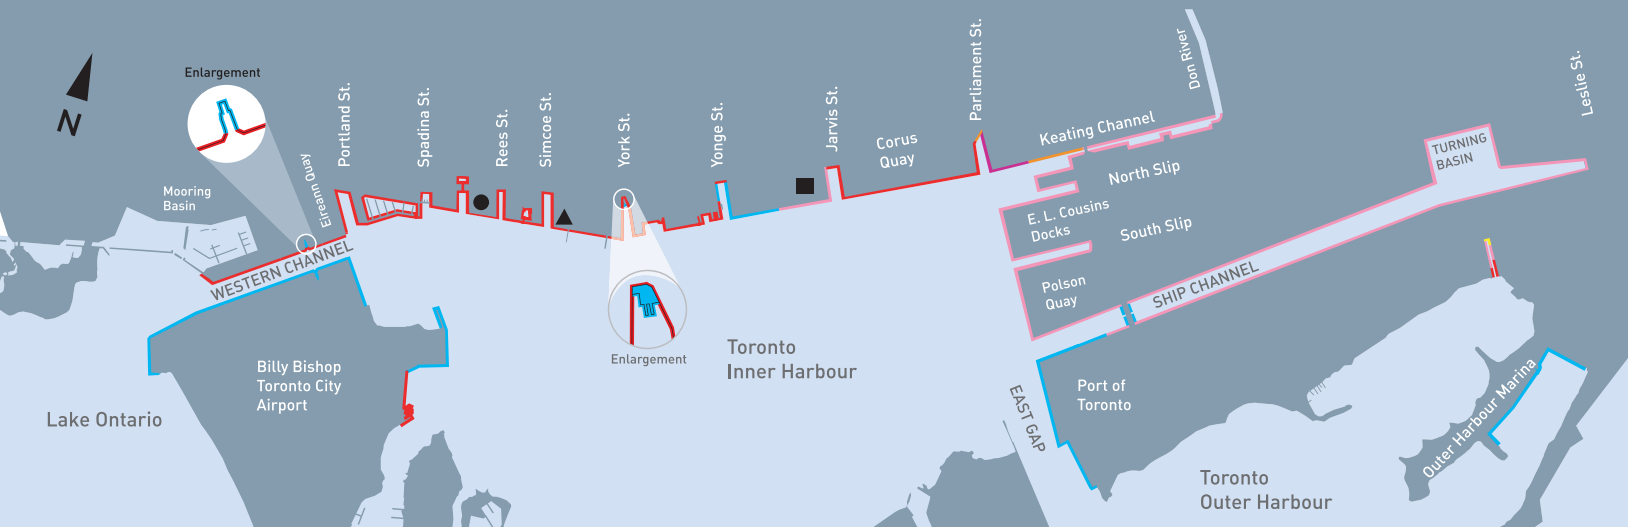 Enlargement
N
Mooring
Basin
Eireann Quay
Portland St.
Spadina St.
Rees St.
Simcoe St.
York St.
Yonge St.
Jarvis St.
Corus
Quay
Parliament St.
Keating Channel
Don River
Leslie St.
TURNING
BASIN
North Slip
E. L. Cousins
Docks
South Slip
Polson
Quay
SHIP CHANNEL
WESTERN CHANNEL
Billy Bishop
Toronto City
Airport
Lake Ontario
Enlargement
Toronto
Inner Harbour
EAST GAP
Port of
Toronto
Outer Harbour Marina
Toronto
Outer Harbour